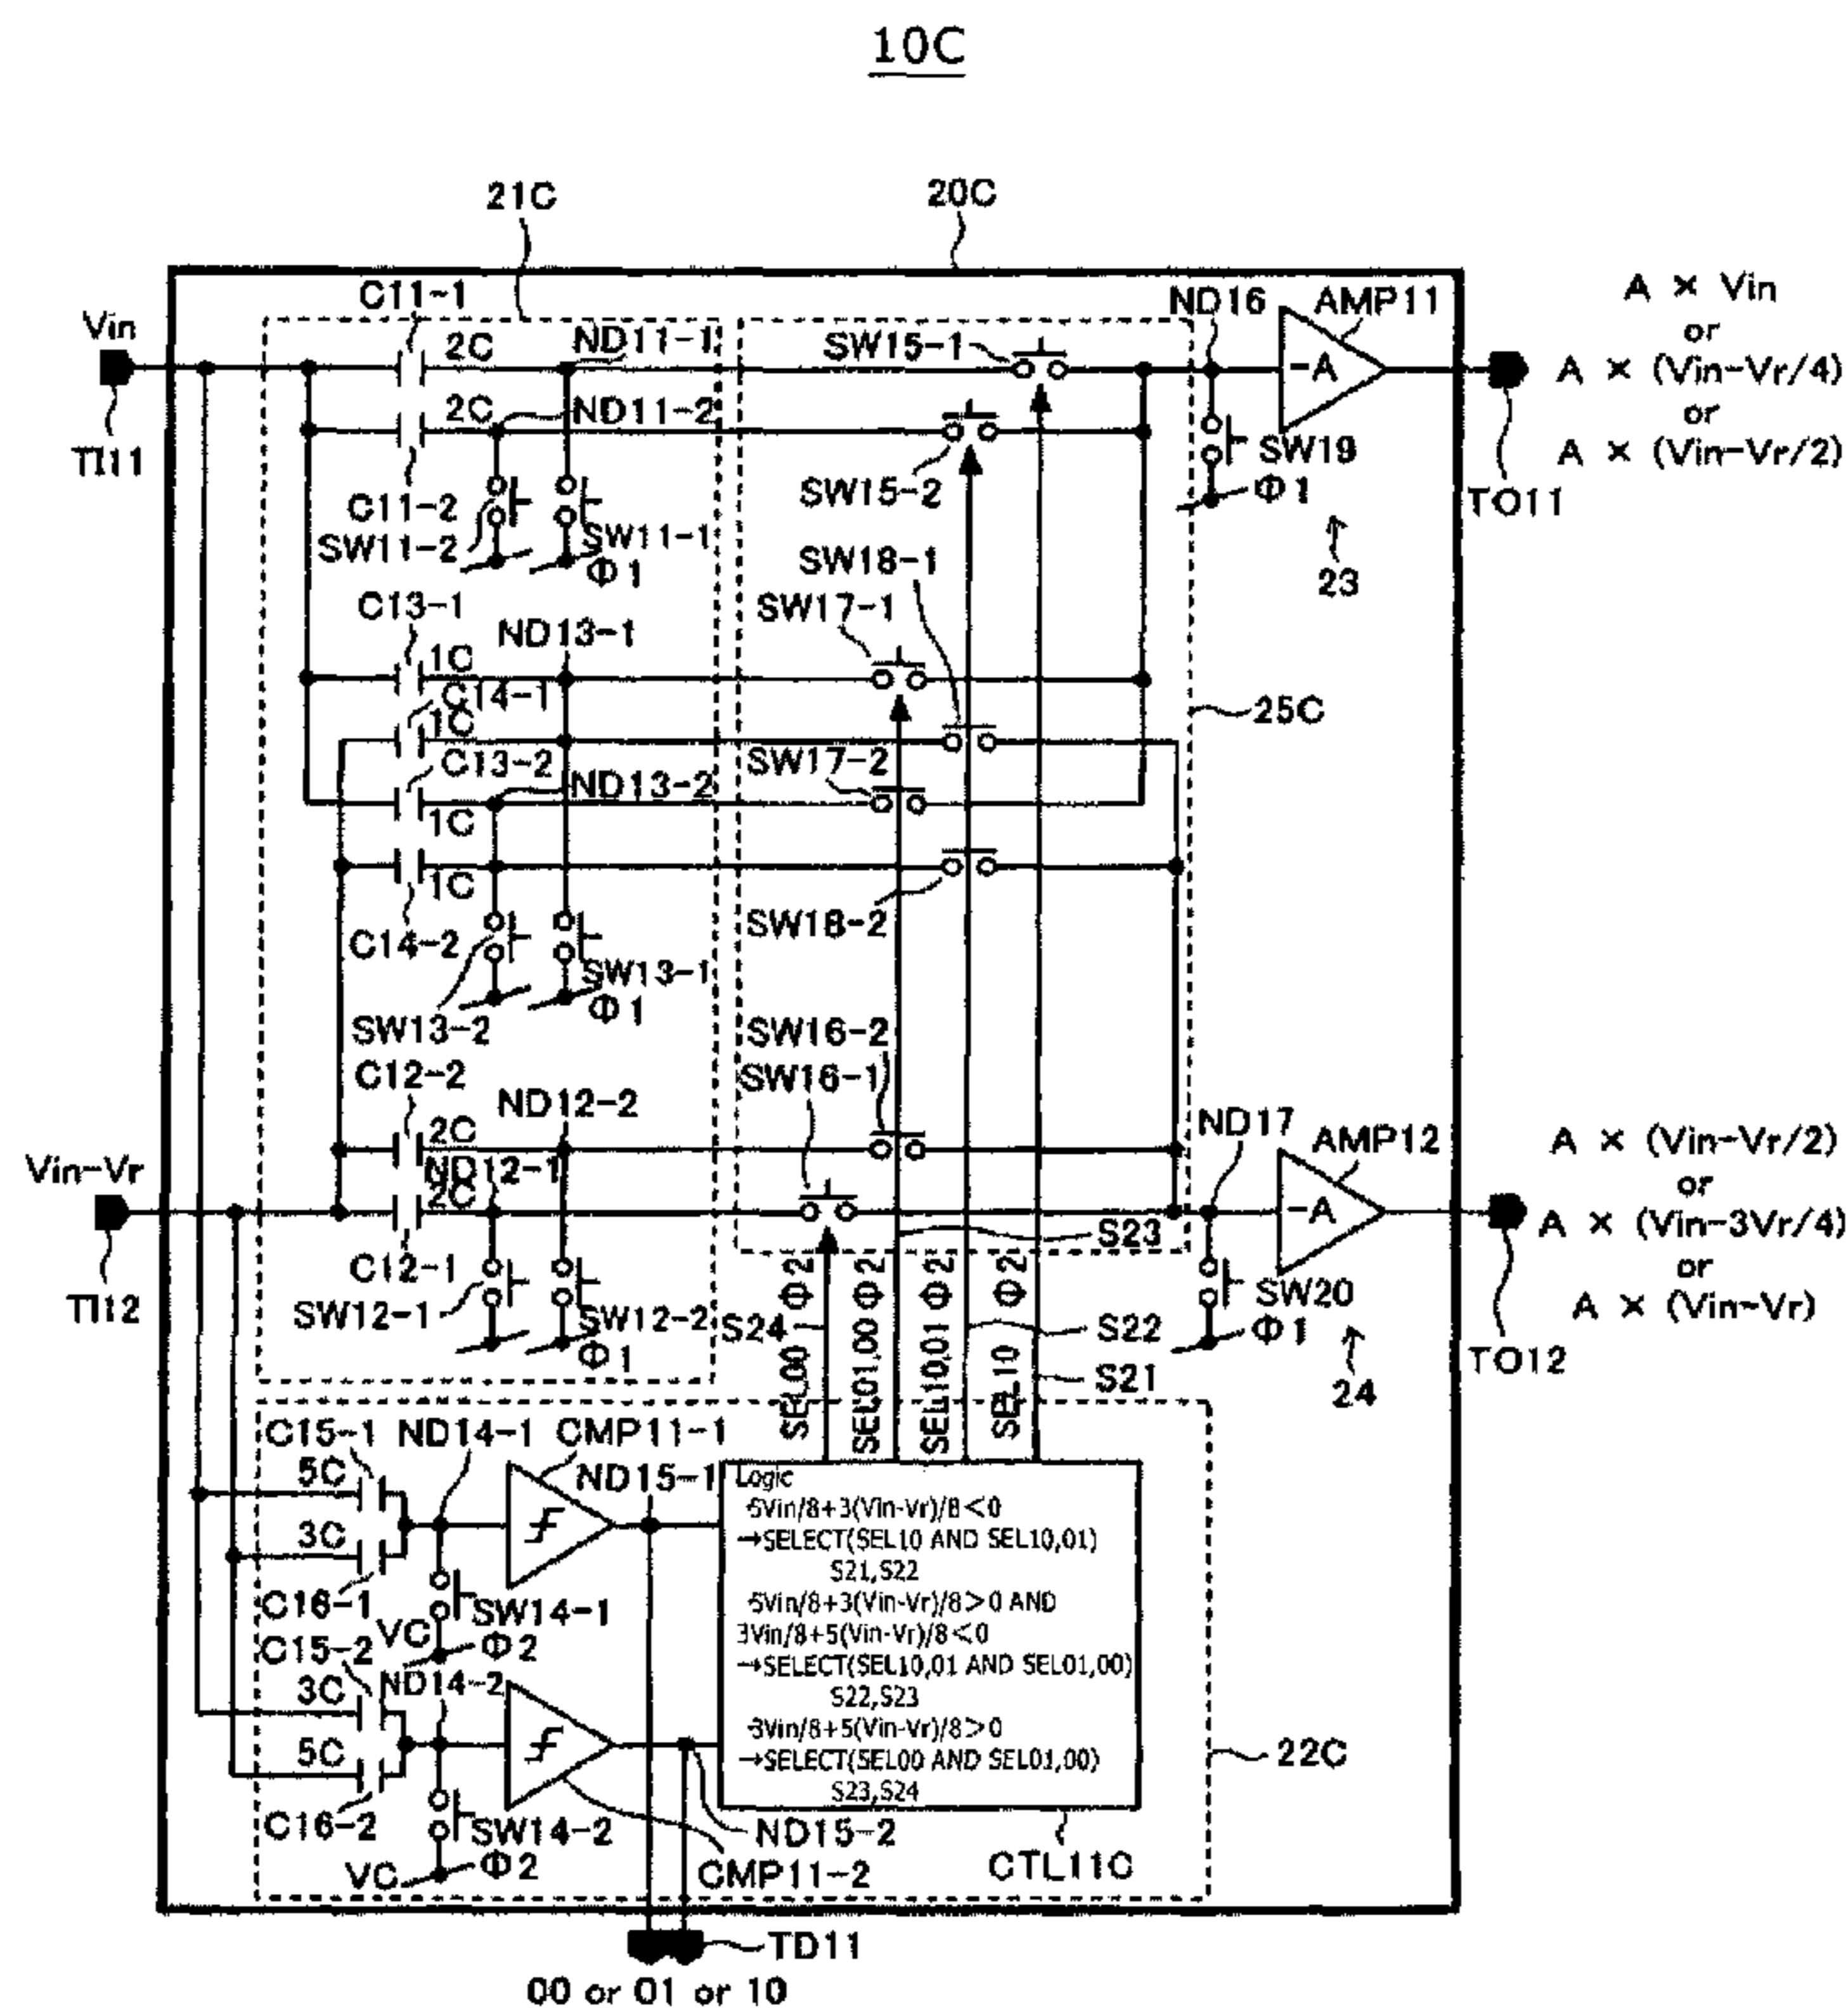 10C
21C
20C
C11-1
ND16
AMP11
A × Vin
or
A × (Vin-Vr/4)
or
A × (Vin-Vr/2)
Vin
2C
ND11-1
SW15-1
-A
2C
ND11-2
TI11
SW15-2
SW19
Φ1
TO11
C11-2
SW11-2
SW11-1
Φ1
23
SW18-1
SW17-1
C13-1
ND13-1
1C
C14-1
1C
25C
C13-2
SW17-2
ND13-2
1C
1C
C14-2
SW18-2
SW13-1
Φ1
SW13-2
SW16-2
SW16-1
C12-2
ND12-2
ND17
AMP12
A × (Vin-Vr/2)
or
A × (Vin-3Vr/4)
or
A × (Vin-Vr)
2C
Vin-Vr
ND12-1
2C
-A
S23
C12-1
TI12
SW12-1
SW12-2
Φ1
S24
SEL00 Φ2
SEL01,00 Φ2
SEL10,01 Φ2
SEL10 Φ2
S22
S21
SW20
Φ1
TO12
24
C15-1
ND14-1
CMP11-1
5C
ND15-1
3C
C16-1
VC
SW14-1
Φ2
C15-2
ND14-2
3C
5C
C16-2
SW14-2
VC
Φ2
Logic
5Vin/8+3(Vin-Vr)/8<0
→SELECT(SEL10 AND SEL10,01)
S21,S22
5Vin/8+3(Vin-Vr)/8>0 AND
3Vin/8+5(Vin-Vr)/8<0
→SELECT(SEL10,01 AND SEL01,00)
S22,S23
3Vin/8+5(Vin-Vr)/8>0
→SELECT(SEL00 AND SEL01,00)
S23,S24
22C
ND15-2
CMP11-2
CTL11C
TD11
00 or 01 or 10